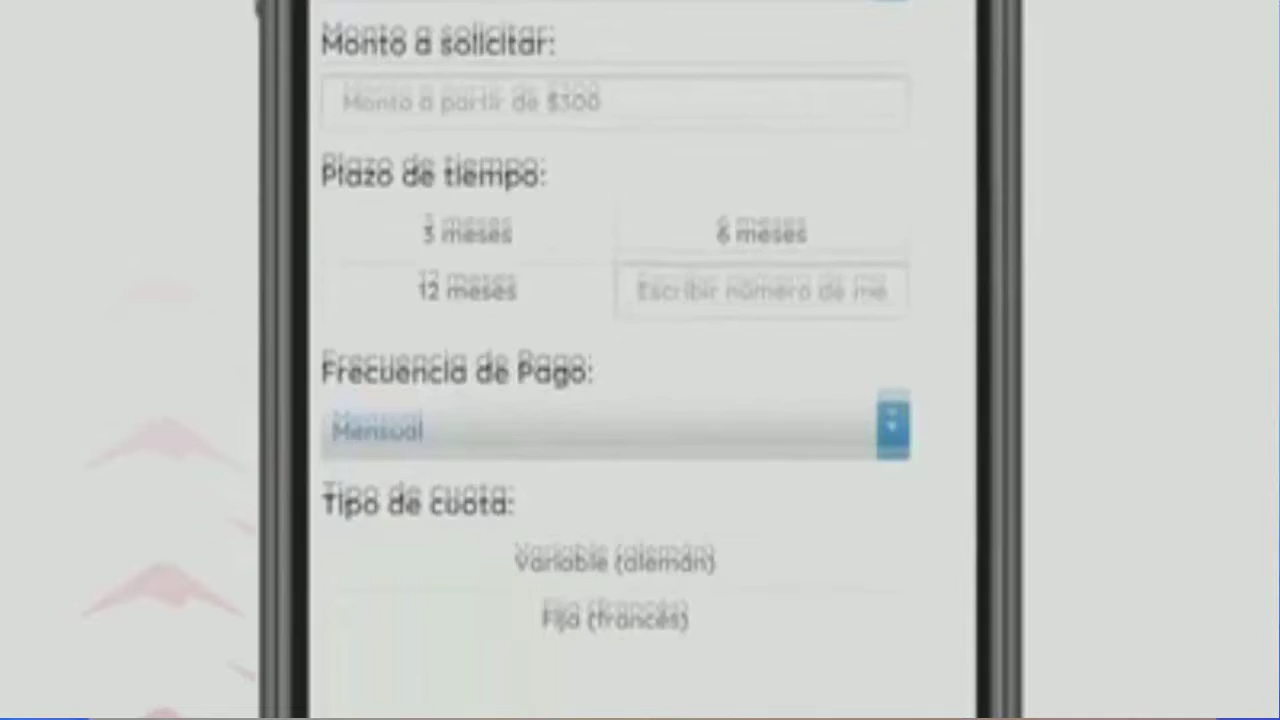 Monto a solicitar:
Monto a partir de $300
Plazo de tiempo:
3 meses
6 meses
12 meses
Escribir número de me
Frecuencia de Pago:
Mensual
Tipo de cuota:
Variable (alemán)
Fija (francés)